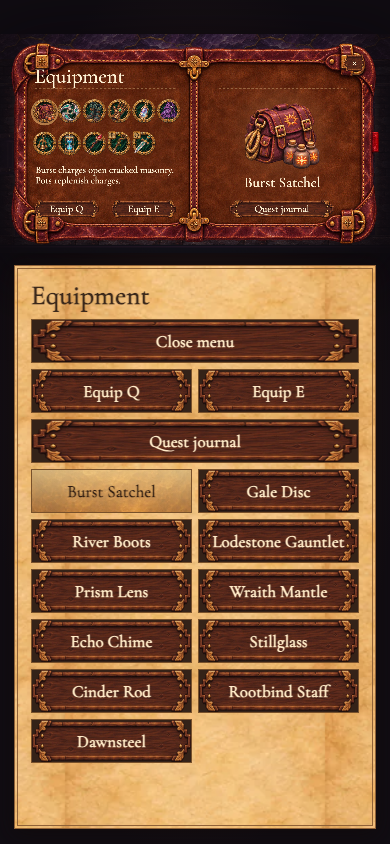 Equipment
×
Burst charges open cracked masonry.
Pots replenish charges.
Burst Satchel
Equip Q
Equip E
Quest journal
Equipment
Close menu
Equip Q
Equip E
Quest journal
Burst Satchel
Gale Disc
River Boots
Lodestone Gauntlet
Prism Lens
Wraith Mantle
Echo Chime
Stillglass
Cinder Rod
Rootbind Staff
Dawnsteel